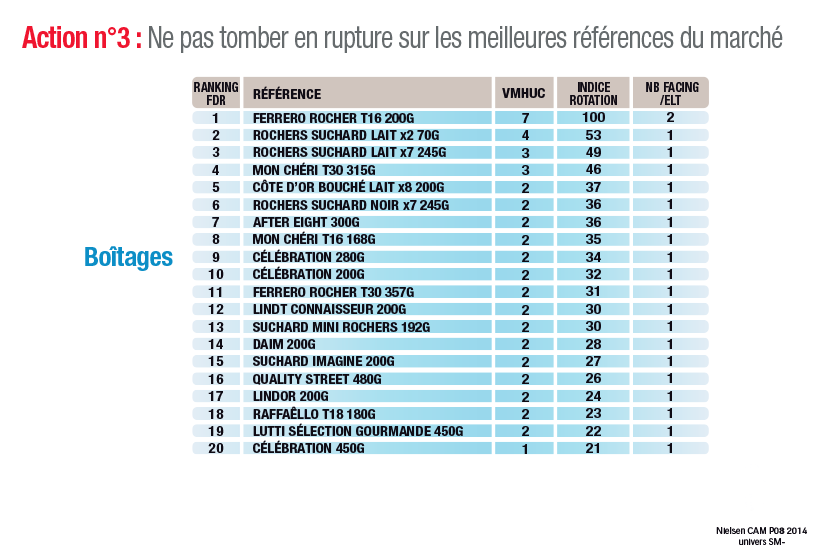 Action n°3 : Ne pas tomber en rupture sur les meilleures références du marché
RANKING FDR RÉFÉRENCE VMHUC INDICE ROTATION NB FACING /ELT
1 FERRERO ROCHER T16 200G 7 100 2
2 ROCHERS SUCHARD LAIT x2 70G 4 53 1
3 ROCHERS SUCHARD LAIT x7 245G 3 49 1
4 MON CHÉRI T30 315G 3 46 1
5 CÔTE D'OR BOUCHÉ LAIT x8 200G 2 37 1
6 ROCHERS SUCHARD NOIR x7 245G 2 36 1
7 AFTER EIGHT 300G 2 36 1
8 MON CHÉRI T16 168G 2 35 1
Boîtages
9 CÉLÉBRATION 280G 2 34 1
10 CÉLÉBRATION 200G 2 32 1
11 FERRERO ROCHER T30 357G 2 31 1
12 LINDT CONNAISSEUR 200G 2 30 1
13 SUCHARD MINI ROCHERS 192G 2 30 1
14 DAIM 200G 2 28 1
15 SUCHARD IMAGINE 200G 2 27 1
16 QUALITY STREET 480G 2 26 1
17 LINDOR 200G 2 24 1
18 RAFFAÊLLO T18 180G 2 23 1
19 LUTTI SÉLECTION GOURMANDE 450G 2 22 1
20 CÉLÉBRATION 450G 1 21 1
Nielsen CAM P08 2014
univers SM-